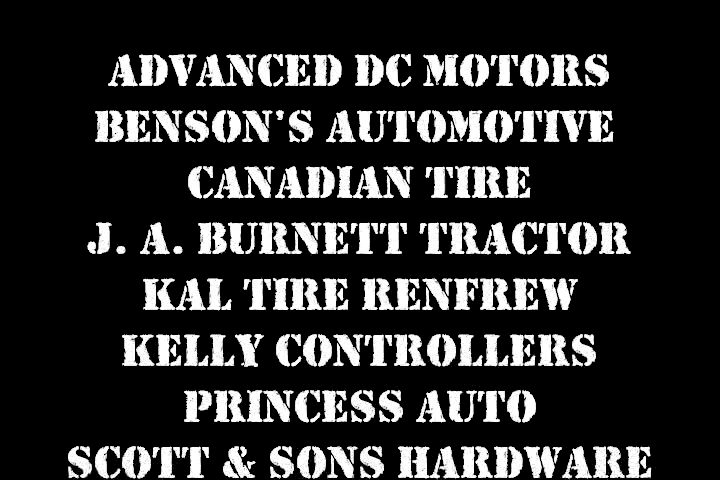 ADVANCED DC MOTORS
BENSON'S AUTOMOTIVE
CANADIAN TIRE
J. A. BURNETT TRACTOR
KAL TIRE RENFREW
KELLY CONTROLLERS
PRINCESS AUTO
SCOTT & SONS HARDWARE